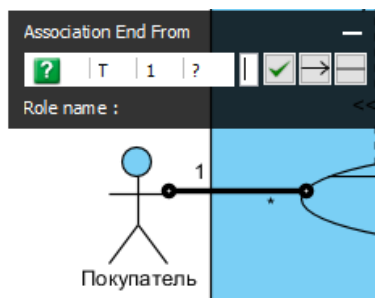 Association End From
? T 1 ?
Role name :
<<
1
*
Покупатель